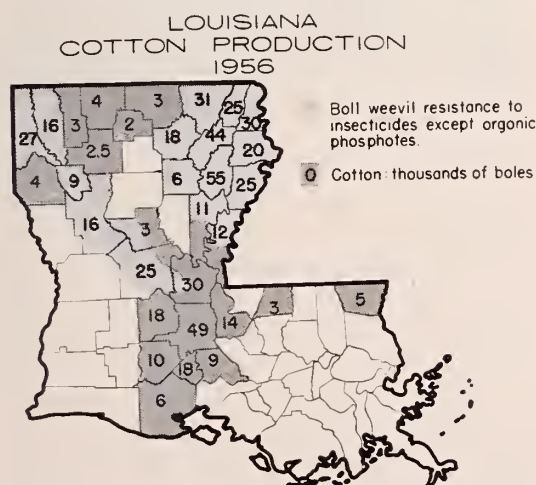 LOUISIANA
COTTON PRODUCTION
1956
Boll weevil resistance to
insecticides except organic
phosphotes.
0 Cotton: thousands of boles
4 3 31 25
16 3 2 18 44 30
27 2.5 20
4 9 6 55 25
16 11
3 12
25 30
18 14 3 5
49
10 18 9
6